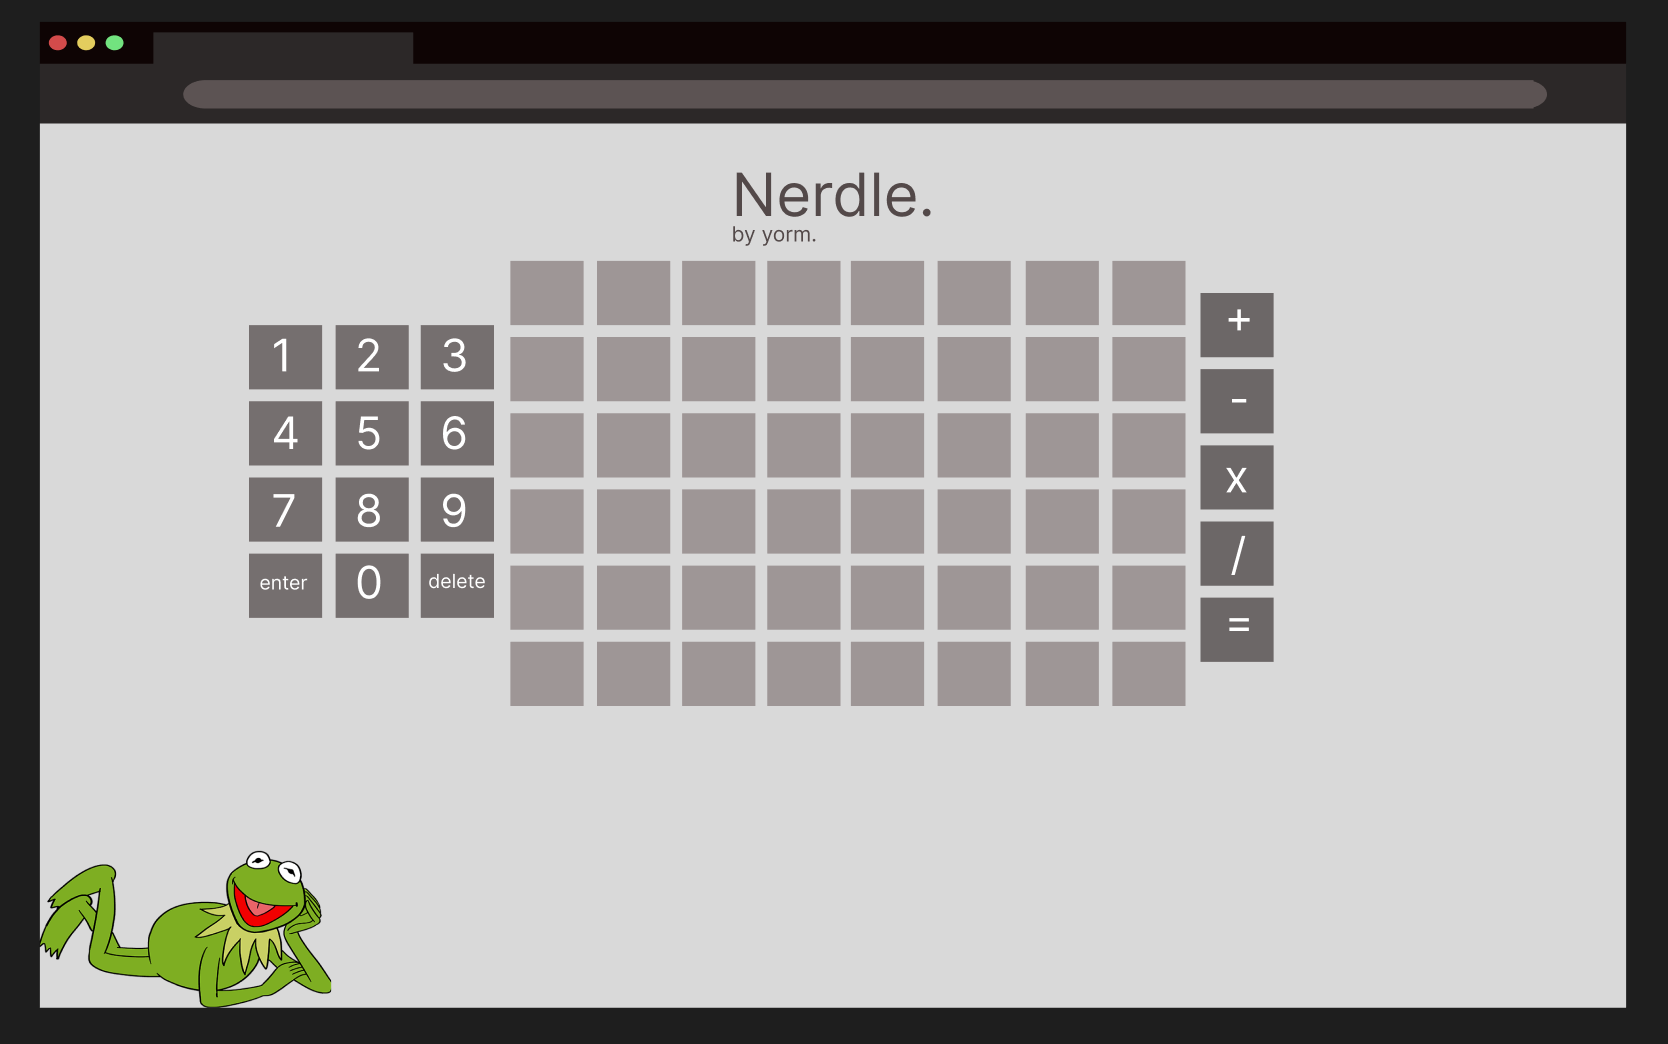 Nerdle.
by yorm.
1 2 3
4 5 6
7 8 9
enter 0 delete
+
-
x
/
=